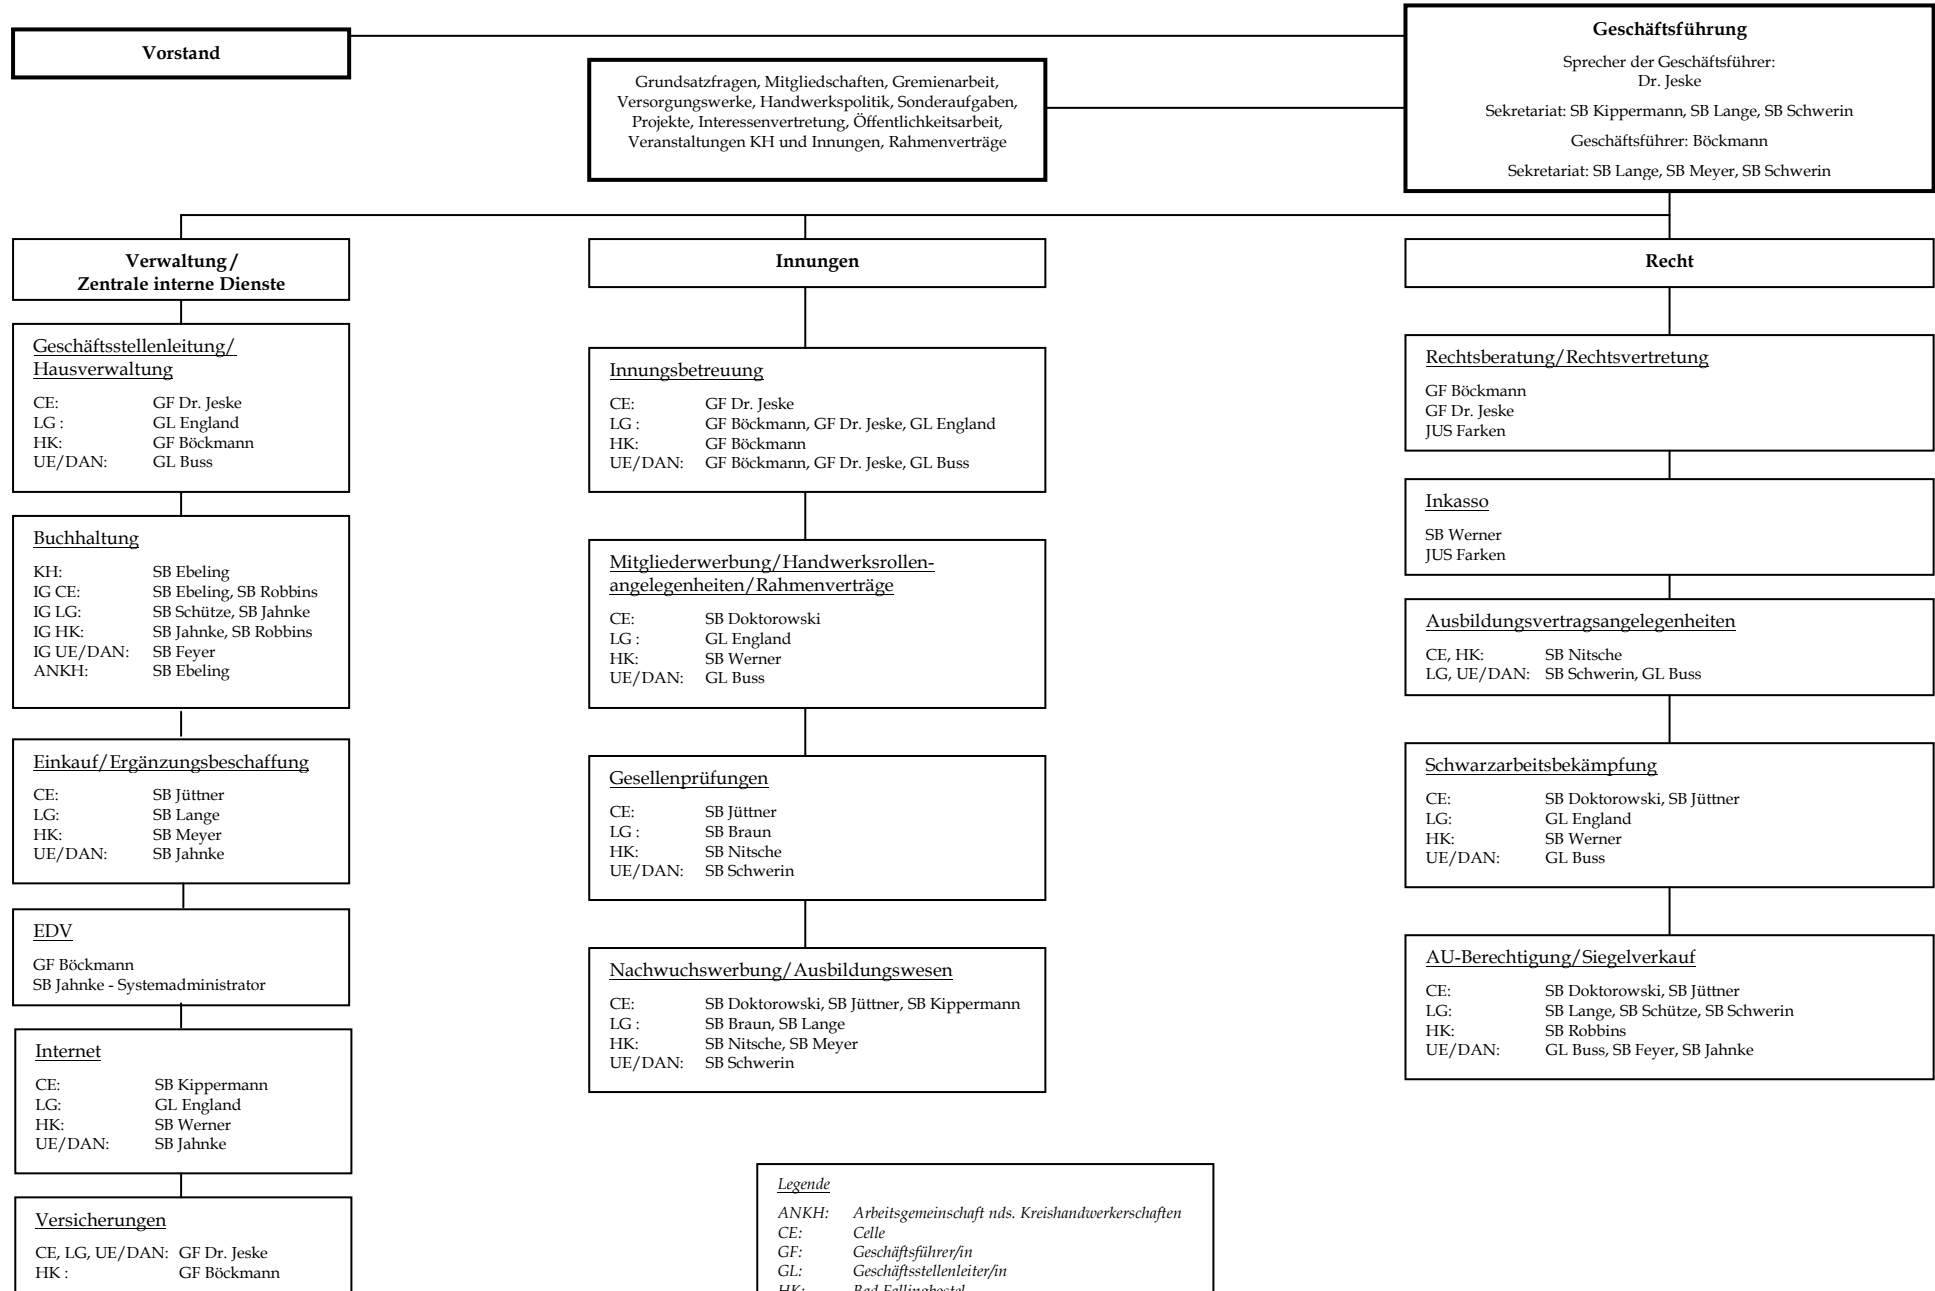 Vorstand
Grundsatzfragen, Mitgliedschaften, Gremienarbeit,
Versorgungswerke, Handwerkspolitik, Sonderaufgaben,
Projekte, Interessenvertretung, Öffentlichkeitsarbeit,
Veranstaltungen KH und Innungen, Rahmenverträge
Geschäftsführung
Sprecher der Geschäftsführer:
Dr. Jeske
Sekretariat: SB Kippermann, SB Lange, SB Schwerin
Geschäftsführer: Böckmann
Sekretariat: SB Lange, SB Meyer, SB Schwerin
Verwaltung/
Zentrale interne Dienste
Geschäftsstellenleitung/
Hausverwaltung
CE: GF Dr. Jeske
LG : GL England
HK: GF Böckmann
UE/DAN: GL Buss
Buchhaltung
KH: SB Ebeling
IG CE: SB Ebeling, SB Robbins
IG LG: SB Schütze, SB Jahnke
IG HK: SB Jahnke, SB Robbins
IG UE/DAN: SB Feyer
ANKH: SB Ebeling
Einkauf/Ergänzungsbeschaffung
CE: SB Jüttner
LG: SB Lange
HK: SB Meyer
UE/DAN: SB Jahnke
EDV
GF Böckmann
SB Jahnke - Systemadministrator
Internet
CE: SB Kippermann
LG: GL England
HK: SB Werner
UE/DAN: SB Jahnke
Versicherungen
CE, LG, UE/DAN: GF Dr. Jeske
HK : GF Böckmann
Innungen
Innungsbetreuung
CE: GF Dr. Jeske
LG : GF Böckmann, GF Dr. Jeske, GL England
HK: GF Böckmann
UE/DAN: GF Böckmann, GF Dr. Jeske, GL Buss
Mitgliederwerbung/Handwerksrollen-
angelegenheiten/Rahmenverträge
CE: SB Doktorowski
LG : GL England
HK: SB Werner
UE/DAN: GL Buss
Gesellenprüfungen
CE: SB Jüttner
LG : SB Braun
HK: SB Nitsche
UE/DAN: SB Schwerin
Nachwuchswerbung/Ausbildungswesen
CE: SB Doktorowski, SB Jüttner, SB Kippermann
LG : SB Braun, SB Lange
HK: SB Nitsche, SB Meyer
UE/DAN: SB Schwerin
Recht
Rechtsberatung/Rechtsvertretung
GF Böckmann
GF Dr. Jeske
JUS Farken
Inkasso
SB Werner
JUS Farken
Ausbildungsvertragsangelegenheiten
CE, HK: SB Nitsche
LG, UE/DAN: SB Schwerin, GL Buss
Schwarzarbeitsbekämpfung
CE: SB Doktorowski, SB Jüttner
LG: GL England
HK: SB Werner
UE/DAN: GL Buss
AU-Berechtigung/Siegelverkauf
CE: SB Doktorowski, SB Jüttner
LG: SB Lange, SB Schütze, SB Schwerin
HK: SB Robbins
UE/DAN: GL Buss, SB Feyer, SB Jahnke
Legende
ANKH: Arbeitsgemeinschaft nds. Kreishandwerkerschaften
CE: Celle
GF: Geschäftsführer/in
GL: Geschäftsstellenleiter/in
HK: Bad Fallingbostel